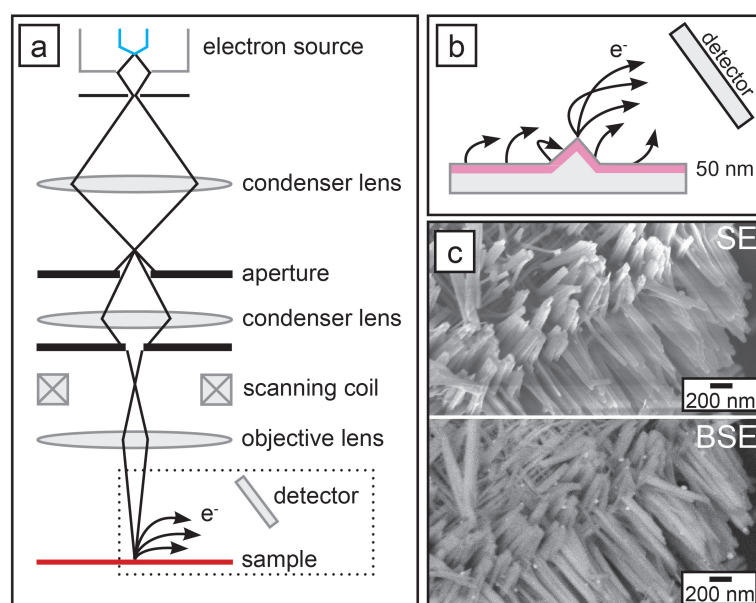 a
electron source
condenser lens
aperture
condenser lens
scanning coil
objective lens
detector
e-
sample
b
e-
detector
50 nm
c
SE
200 nm
BSE
200 nm